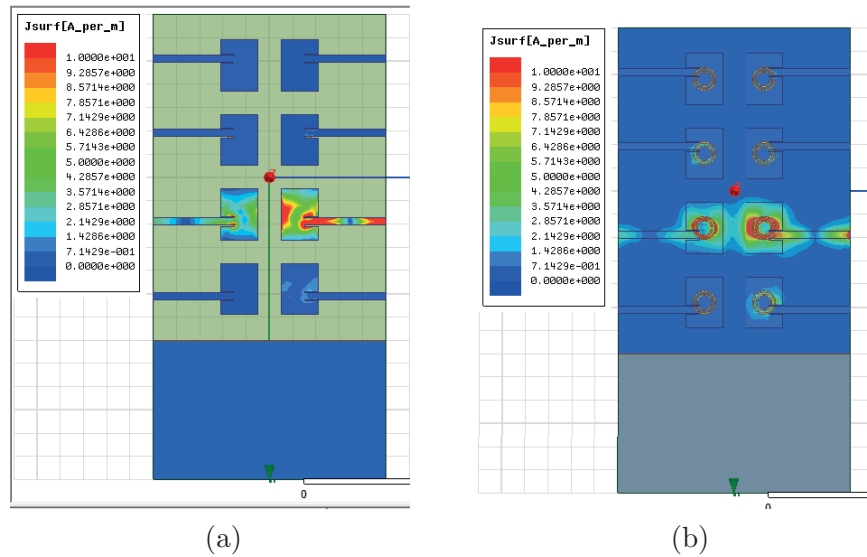 Jsurf[A_per_m]
1.0000e+001
9.2857e+000
8.5714e+000
7.8571e+000
7.1429e+000
6.4286e+000
5.7143e+000
5.0000e+000
4.2857e+000
3.5714e+000
2.8571e+000
2.1429e+000
1.4286e+000
7.1429e-001
0.0000e+000
0
(a)
Jsurf[A_per_m]
1.0000e+001
9.2857e+000
8.5714e+000
7.8571e+000
7.1429e+000
6.4286e+000
5.7143e+000
5.0000e+000
4.2857e+000
3.5714e+000
2.8571e+000
2.1429e+000
1.4286e+000
7.1429e-001
0.0000e+000
0
(b)